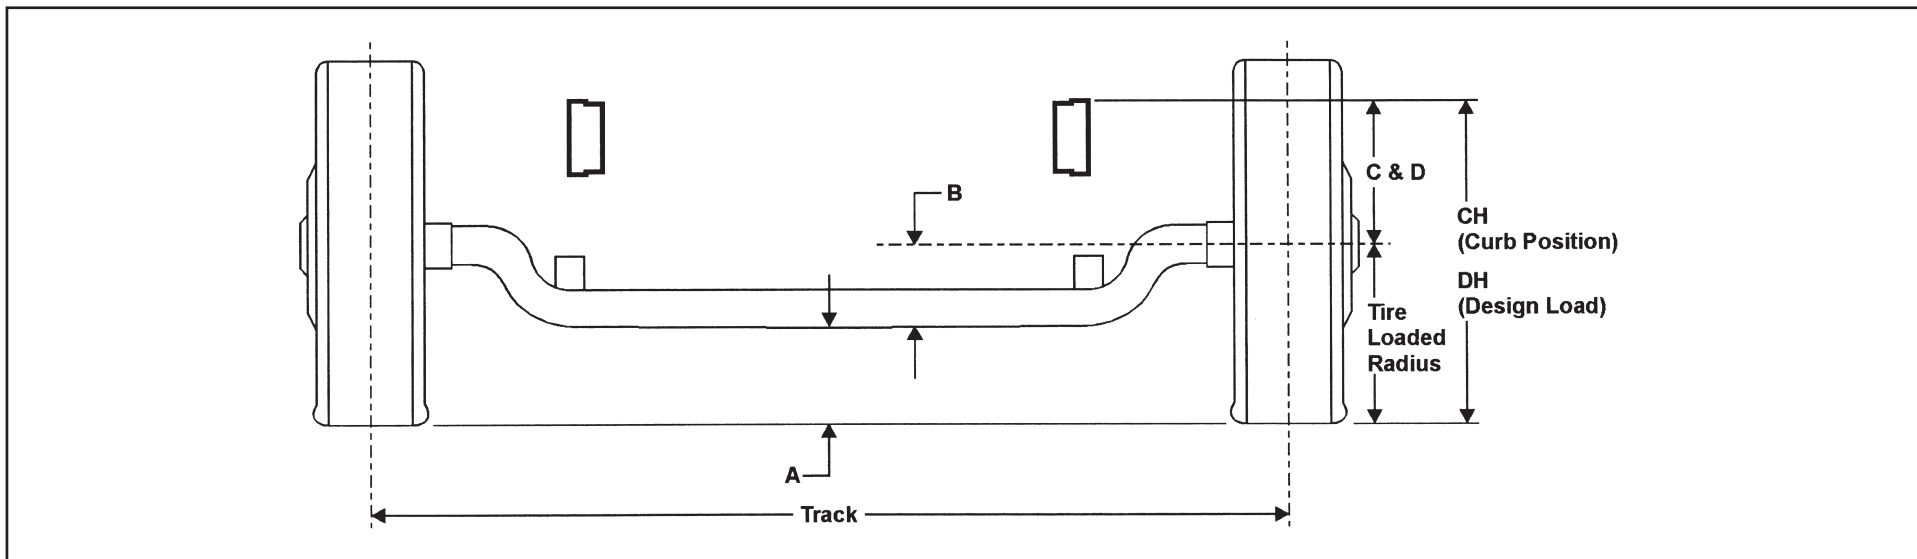 B
C & D
CH
(Curb Position)
DH
(Design Load)
Tire
Loaded
Radius
A
Track